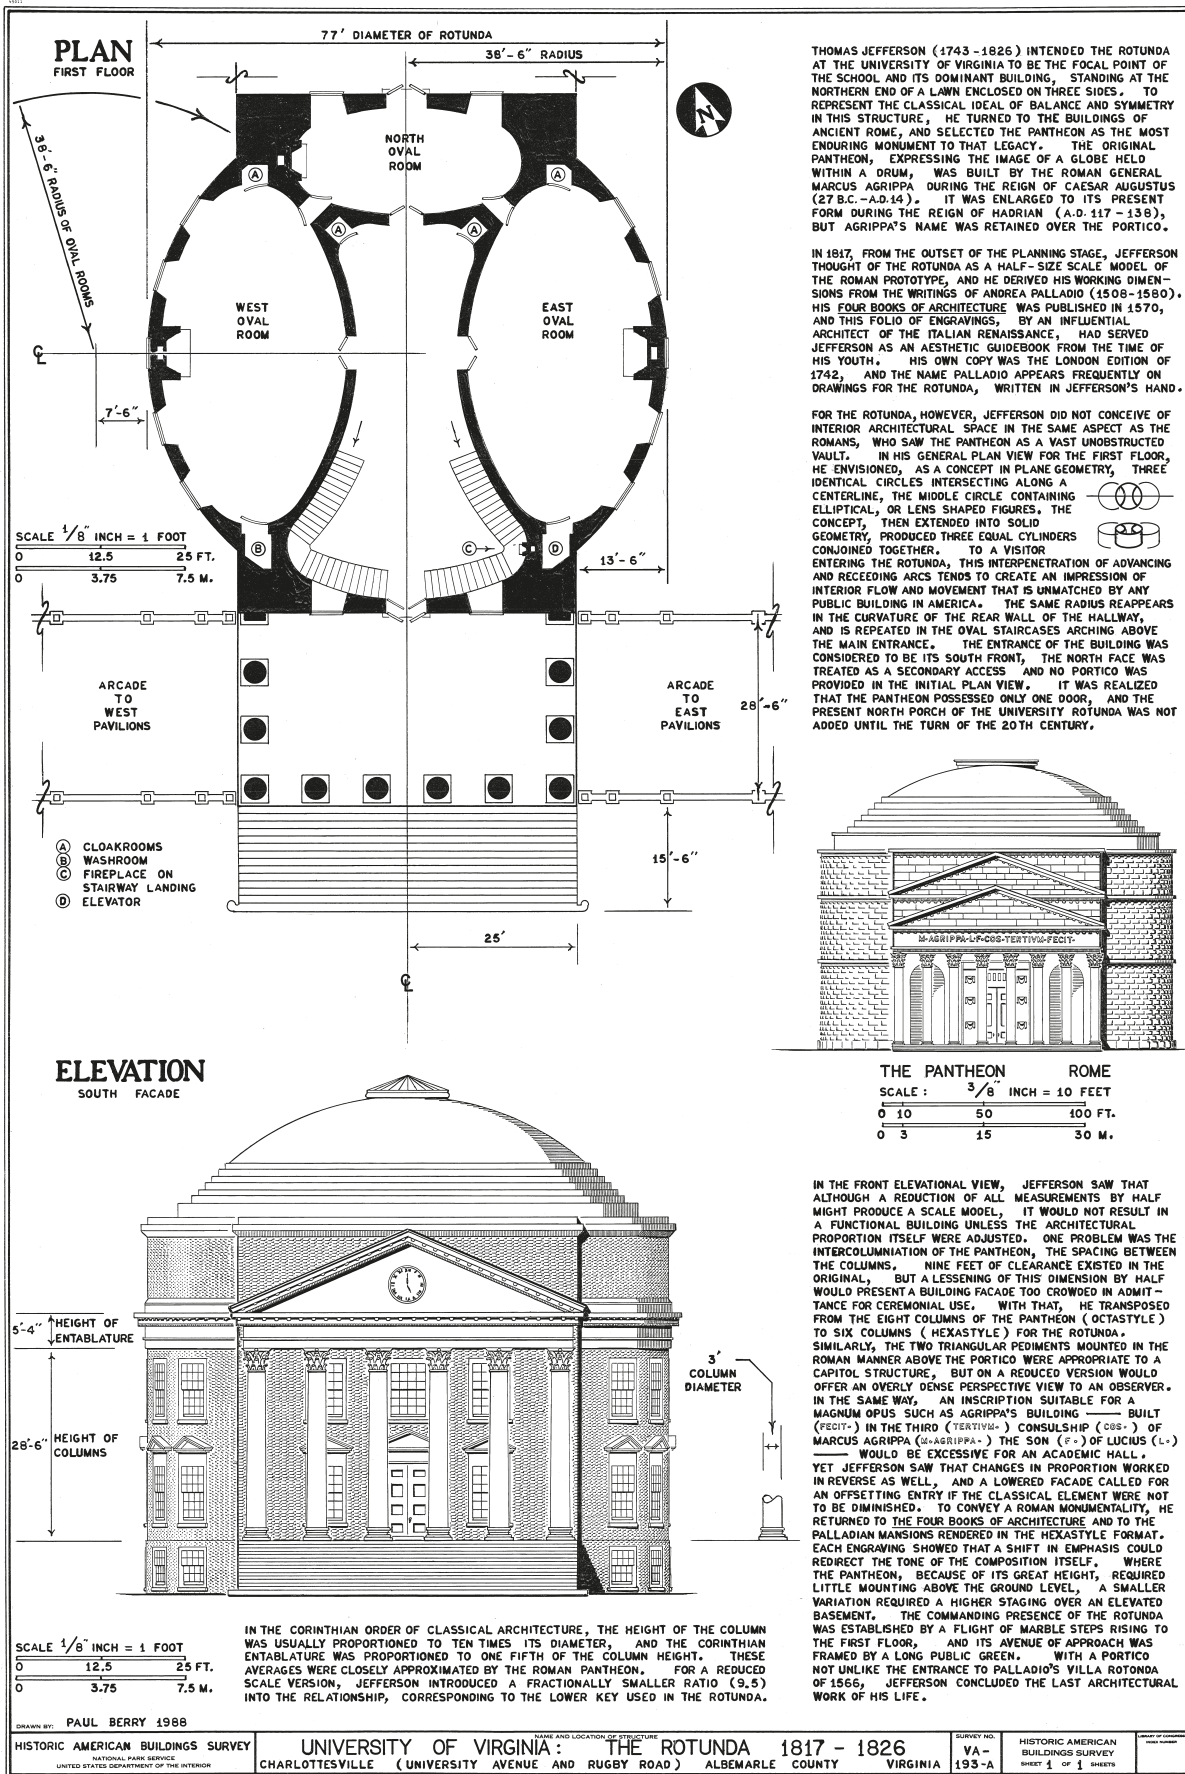 PLAN
FIRST FLOOR
77' DIAMETER OF ROTUNDA
38'-6" RADIUS
38'-6" RADIUS OF OVAL ROOMS
N
NORTH
OVAL
ROOM
A
A
A
A
WEST
OVAL
ROOM
EAST
OVAL
ROOM
7'-6"
SCALE 1/8" INCH = 1 FOOT
0 12.5 25 FT.
0 3.75 7.5 M.
B
C
D
13'-6"
ARCADE
TO
WEST
PAVILIONS
ARCADE
TO
EAST
PAVILIONS
28'-6"
A CLOAKROOMS
B WASHROOM
C FIREPLACE ON
STAIRWAY LANDING
D ELEVATOR
15'-6"
25'
THOMAS JEFFERSON (1743-1826) INTENDED THE ROTUNDA
AT THE UNIVERSITY OF VIRGINIA TO BE THE FOCAL POINT OF
THE SCHOOL AND ITS DOMINANT BUILDING, STANDING AT THE
NORTHERN END OF A LAWN ENCLOSED ON THREE SIDES. TO
REPRESENT THE CLASSICAL IDEAL OF BALANCE AND SYMMETRY
IN THIS STRUCTURE, HE TURNED TO THE BUILDINGS OF
ANCIENT ROME, AND SELECTED THE PANTHEON AS THE MOST
ENDURING MONUMENT TO THAT LEGACY. THE ORIGINAL
PANTHEON, EXPRESSING THE IMAGE OF A GLOBE HELD
WITHIN A DRUM, WAS BUILT BY THE ROMAN GENERAL
MARCUS AGRIPPA DURING THE REIGN OF CAESAR AUGUSTUS
(27 B.C.-A.D.14). IT WAS ENLARGED TO ITS PRESENT
FORM DURING THE REIGN OF HADRIAN (A.D. 117-138),
BUT AGRIPPA'S NAME WAS RETAINED OVER THE PORTICO.
IN 1817, FROM THE OUTSET OF THE PLANNING STAGE, JEFFERSON
THOUGHT OF THE ROTUNDA AS A HALF-SIZE SCALE MODEL OF
THE ROMAN PROTOTYPE, AND HE DERIVED HIS WORKING DIMEN-
SIONS FROM THE WRITINGS OF ANDREA PALLADIO (1508-1580).
HIS FOUR BOOKS OF ARCHITECTURE WAS PUBLISHED IN 1570,
AND THIS FOLIO OF ENGRAVINGS, BY AN INFLUENTIAL
ARCHITECT OF THE ITALIAN RENAISSANCE, HAD SERVED
JEFFERSON AS AN AESTHETIC GUIDEBOOK FROM THE TIME OF
HIS YOUTH. HIS OWN COPY WAS THE LONDON EDITION OF
1742, AND THE NAME PALLADIO APPEARS FREQUENTLY ON
DRAWINGS FOR THE ROTUNDA, WRITTEN IN JEFFERSON'S HAND.
FOR THE ROTUNDA, HOWEVER, JEFFERSON DID NOT CONCEIVE OF
INTERIOR ARCHITECTURAL SPACE IN THE SAME ASPECT AS THE
ROMANS, WHO SAW THE PANTHEON AS A VAST UNOBSTRUCTED
VAULT. IN HIS GENERAL PLAN VIEW FOR THE FIRST FLOOR,
HE ENVISIONED, AS A CONCEPT IN PLANE GEOMETRY, THREE
IDENTICAL CIRCLES INTERSECTING ALONG A
CENTERLINE, THE MIDDLE CIRCLE CONTAINING
ELLIPTICAL, OR LENS SHAPED FIGURES. THE
CONCEPT, THEN EXTENDED INTO SOLID
GEOMETRY, PRODUCED THREE EQUAL CYLINDERS
CONJOINED TOGETHER. TO A VISITOR
ENTERING THE ROTUNDA, THIS INTERPENETRATION OF ADVANCING
AND RECEEDING ARCS TENDS TO CREATE AN IMPRESSION OF
INTERIOR FLOW AND MOVEMENT THAT IS UNMATCHED BY ANY
PUBLIC BUILDING IN AMERICA. THE SAME RADIUS REAPPEARS
IN THE CURVATURE OF THE REAR WALL OF THE HALLWAY,
AND IS REPEATED IN THE OVAL STAIRCASES ARCHING ABOVE
THE MAIN ENTRANCE. THE ENTRANCE OF THE BUILDING WAS
CONSIDERED TO BE ITS SOUTH FRONT, THE NORTH FACE WAS
TREATED AS A SECONDARY ACCESS AND NO PORTICO WAS
PROVIDED IN THE INITIAL PLAN VIEW. IT WAS REALIZED
THAT THE PANTHEON POSSESSED ONLY ONE DOOR, AND THE
PRESENT NORTH PORCH OF THE UNIVERSITY ROTUNDA WAS NOT
ADDED UNTIL THE TURN OF THE 20TH CENTURY.
M·AGRIPPA·L·F·COS·TERTIVM·FECIT·
THE PANTHEON ROME
SCALE: 3/8" INCH = 10 FEET
0 10 50 100 FT.
0 3 15 30 M.
ELEVATION
SOUTH FACADE
5'-4" HEIGHT OF
ENTABLATURE
28'-6" HEIGHT OF
COLUMNS
3'
COLUMN
DIAMETER
SCALE 1/8" INCH = 1 FOOT
0 12.5 25 FT.
0 3.75 7.5 M.
IN THE CORINTHIAN ORDER OF CLASSICAL ARCHITECTURE, THE HEIGHT OF THE COLUMN
WAS USUALLY PROPORTIONED TO TEN TIMES ITS DIAMETER, AND THE CORINTHIAN
ENTABLATURE WAS PROPORTIONED TO ONE FIFTH OF THE COLUMN HEIGHT. THESE
AVERAGES WERE CLOSELY APPROXIMATED BY THE ROMAN PANTHEON. FOR A REDUCED
SCALE VERSION, JEFFERSON INTRODUCED A FRACTIONALLY SMALLER RATIO (9.5)
INTO THE RELATIONSHIP, CORRESPONDING TO THE LOWER KEY USED IN THE ROTUNDA.
IN THE FRONT ELEVATIONAL VIEW, JEFFERSON SAW THAT
ALTHOUGH A REDUCTION OF ALL MEASUREMENTS BY HALF
MIGHT PRODUCE A SCALE MODEL, IT WOULD NOT RESULT IN
A FUNCTIONAL BUILDING UNLESS THE ARCHITECTURAL
PROPORTION ITSELF WERE ADJUSTED. ONE PROBLEM WAS THE
INTERCOLUMNIATION OF THE PANTHEON, THE SPACING BETWEEN
THE COLUMNS. NINE FEET OF CLEARANCE EXISTED IN THE
ORIGINAL, BUT A LESSENING OF THIS DIMENSION BY HALF
WOULD PRESENT A BUILDING FACADE TOO CROWDED IN ADMIT-
TANCE FOR CEREMONIAL USE. WITH THAT, HE TRANSPOSED
FROM THE EIGHT COLUMNS OF THE PANTHEON (OCTASTYLE)
TO SIX COLUMNS (HEXASTYLE) FOR THE ROTUNDA.
SIMILARLY, THE TWO TRIANGULAR PEDIMENTS MOUNTED IN THE
ROMAN MANNER ABOVE THE PORTICO WERE APPROPRIATE TO A
CAPITOL STRUCTURE, BUT ON A REDUCED VERSION WOULD
OFFER AN OVERLY DENSE PERSPECTIVE VIEW TO AN OBSERVER.
IN THE SAME WAY, AN INSCRIPTION SUITABLE FOR A
MAGNUM OPUS SUCH AS AGRIPPA'S BUILDING — BUILT
(FECIT·) IN THE THIRD (TERTIVM·) CONSULSHIP (COS·) OF
MARCUS AGRIPPA (M·AGRIPPA·) THE SON (F·) OF LUCIUS (L·)
— WOULD BE EXCESSIVE FOR AN ACADEMIC HALL.
YET JEFFERSON SAW THAT CHANGES IN PROPORTION WORKED
IN REVERSE AS WELL, AND A LOWERED FACADE CALLED FOR
AN OFFSETTING ENTRY IF THE CLASSICAL ELEMENT WERE NOT
TO BE DIMINISHED. TO CONVEY A ROMAN MONUMENTALITY, HE
RETURNED TO THE FOUR BOOKS OF ARCHITECTURE AND TO THE
PALLADIAN MANSIONS RENDERED IN THE HEXASTYLE FORMAT.
EACH ENGRAVING SHOWED THAT A SHIFT IN EMPHASIS COULD
REDIRECT THE TONE OF THE COMPOSITION ITSELF. WHERE
THE PANTHEON, BECAUSE OF ITS GREAT HEIGHT, REQUIRED
LITTLE MOUNTING ABOVE THE GROUND LEVEL, A SMALLER
VARIATION REQUIRED A HIGHER STAGING OVER AN ELEVATED
BASEMENT. THE COMMANDING PRESENCE OF THE ROTUNDA
WAS ESTABLISHED BY A FLIGHT OF MARBLE STEPS RISING TO
THE FIRST FLOOR, AND ITS AVENUE OF APPROACH WAS
FRAMED BY A LONG PUBLIC GREEN. WITH A PORTICO
NOT UNLIKE THE ENTRANCE TO PALLADIO'S VILLA ROTONDA
OF 1566, JEFFERSON CONCLUDED THE LAST ARCHITECTURAL
WORK OF HIS LIFE.
DRAWN BY: PAUL BERRY 1988
HISTORIC AMERICAN BUILDINGS SURVEY
NATIONAL PARK SERVICE
UNITED STATES DEPARTMENT OF THE INTERIOR
NAME AND LOCATION OF STRUCTURE
UNIVERSITY OF VIRGINIA: THE ROTUNDA 1817 - 1826
CHARLOTTESVILLE (UNIVERSITY AVENUE AND RUGBY ROAD) ALBEMARLE COUNTY VIRGINIA
SURVEY NO.
VA-
193-A
HISTORIC AMERICAN
BUILDINGS SURVEY
SHEET 1 OF 1 SHEETS
LIBRARY OF CONGRESS
INDEX NUMBER